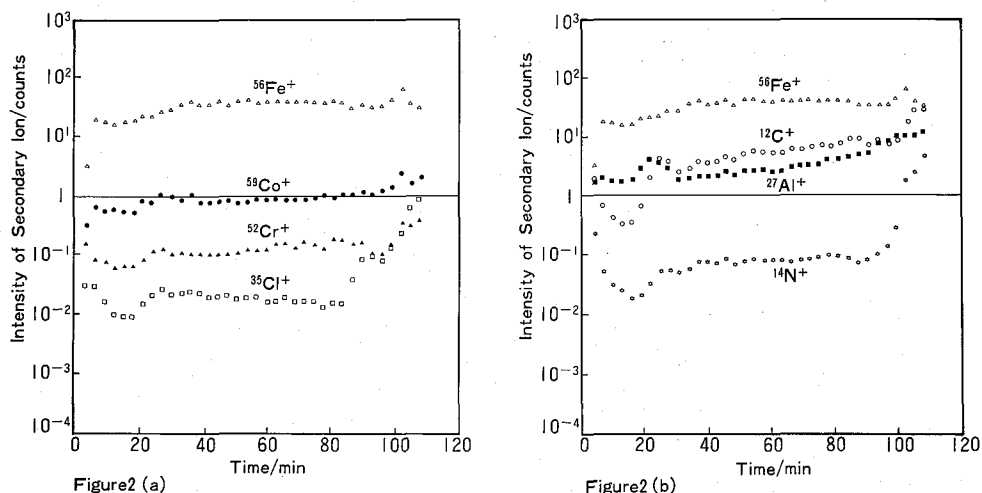 Intensity of Secondary Ion/counts
10³
10²
10¹
1
10⁻¹
10⁻²
10⁻³
10⁻⁴
⁵⁶Fe⁺
⁵⁹Co⁺
⁵²Cr⁺
³⁵Cl⁺
0 20 40 60 80 100 120
Time/min
Figure2 (a)
Intensity of Secondary Ion/counts
10³
10²
10¹
1
10⁻¹
10⁻²
10⁻³
10⁻⁴
⁵⁶Fe⁺
¹²C⁺
²⁷Al⁺
¹⁴N⁺
0 20 40 60 80 100 120
Time/min
Figure2 (b)